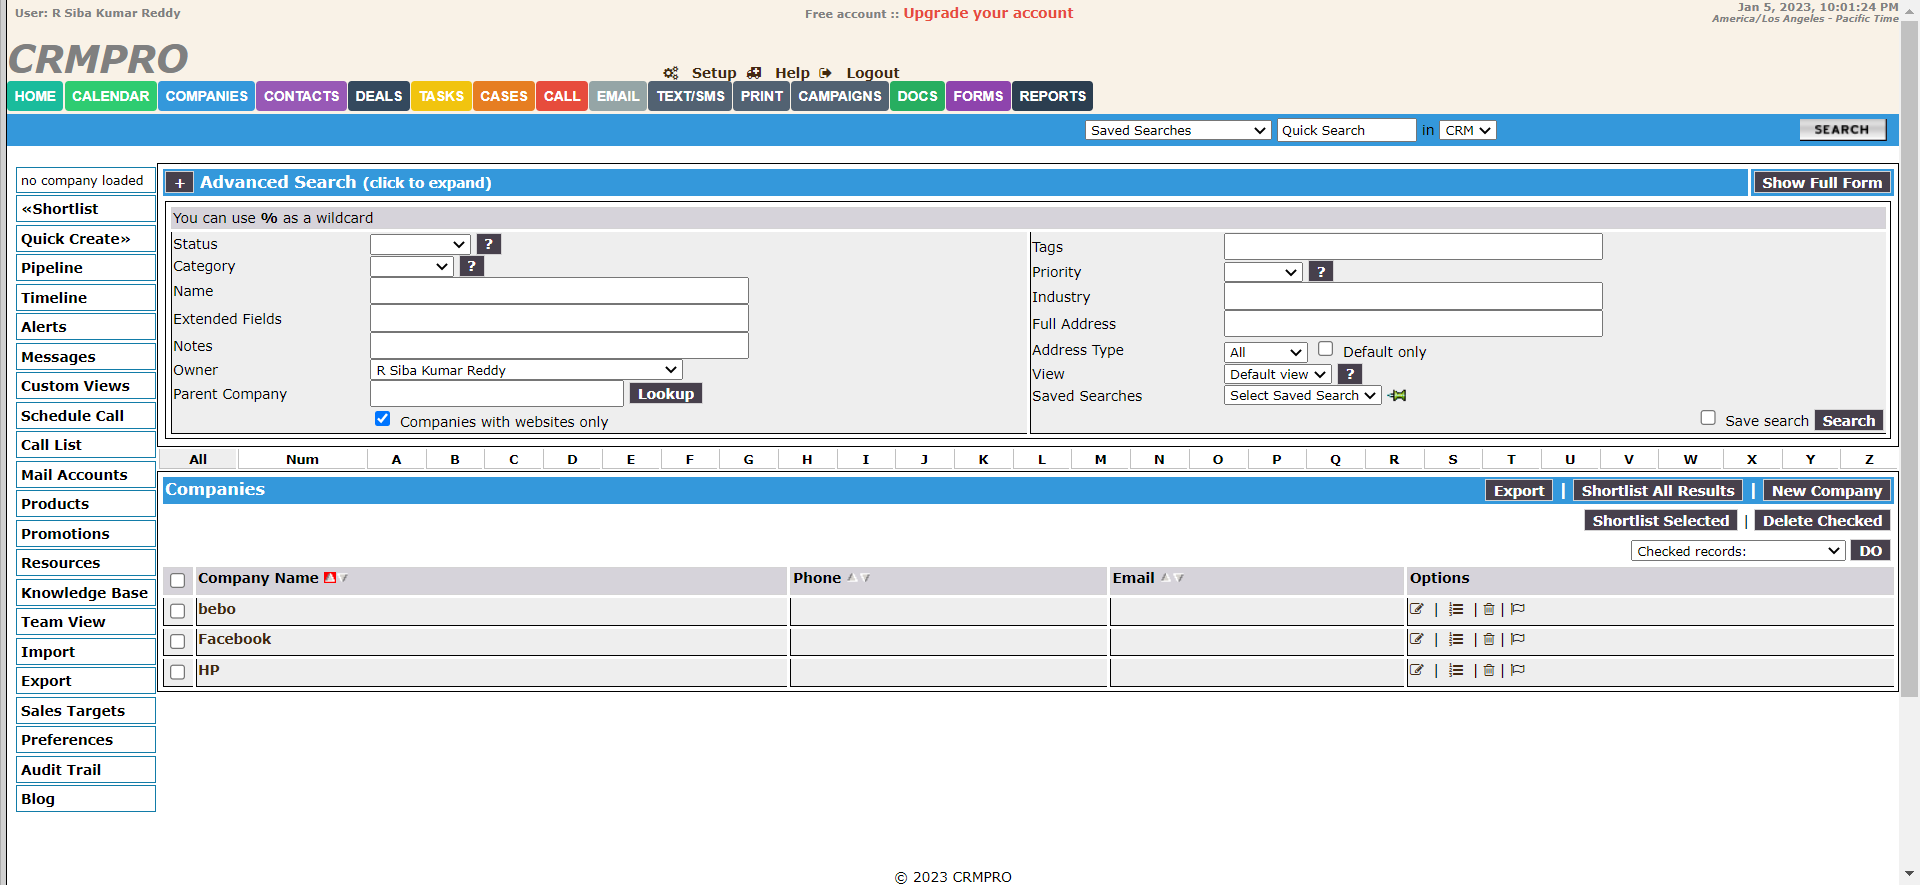 User: R Siba Kumar Reddy
Free account :: Upgrade your account
Jan 5, 2023, 10:01:24 PM
America/Los Angeles - Pacific Time
CRMPRO
Setup Help Logout
HOME CALENDAR COMPANIES CONTACTS DEALS TASKS CASES CALL EMAIL TEXT/SMS PRINT CAMPAIGNS DOCS FORMS REPORTS
Saved Searches Quick Search in CRM SEARCH
no company loaded
«Shortlist
Quick Create»
Pipeline
Timeline
Alerts
Messages
Custom Views
Schedule Call
Call List
Mail Accounts
Products
Promotions
Resources
Knowledge Base
Team View
Import
Export
Sales Targets
Preferences
Audit Trail
Blog
+ Advanced Search (click to expand) Show Full Form
You can use % as a wildcard
Status ?
Category ?
Name
Extended Fields
Notes
Owner R Siba Kumar Reddy
Parent Company Lookup
Companies with websites only
Tags
Priority ?
Industry
Full Address
Address Type All Default only
View Default view ?
Saved Searches Select Saved Search
Save search Search
All Num A B C D E F G H I J K L M N O P Q R S T U V W X Y Z
Companies Export | Shortlist All Results | New Company
Shortlist Selected | Delete Checked
Checked records: DO
Company Name Phone Email Options
bebo | | |
Facebook | | |
HP | | |
© 2023 CRMPRO